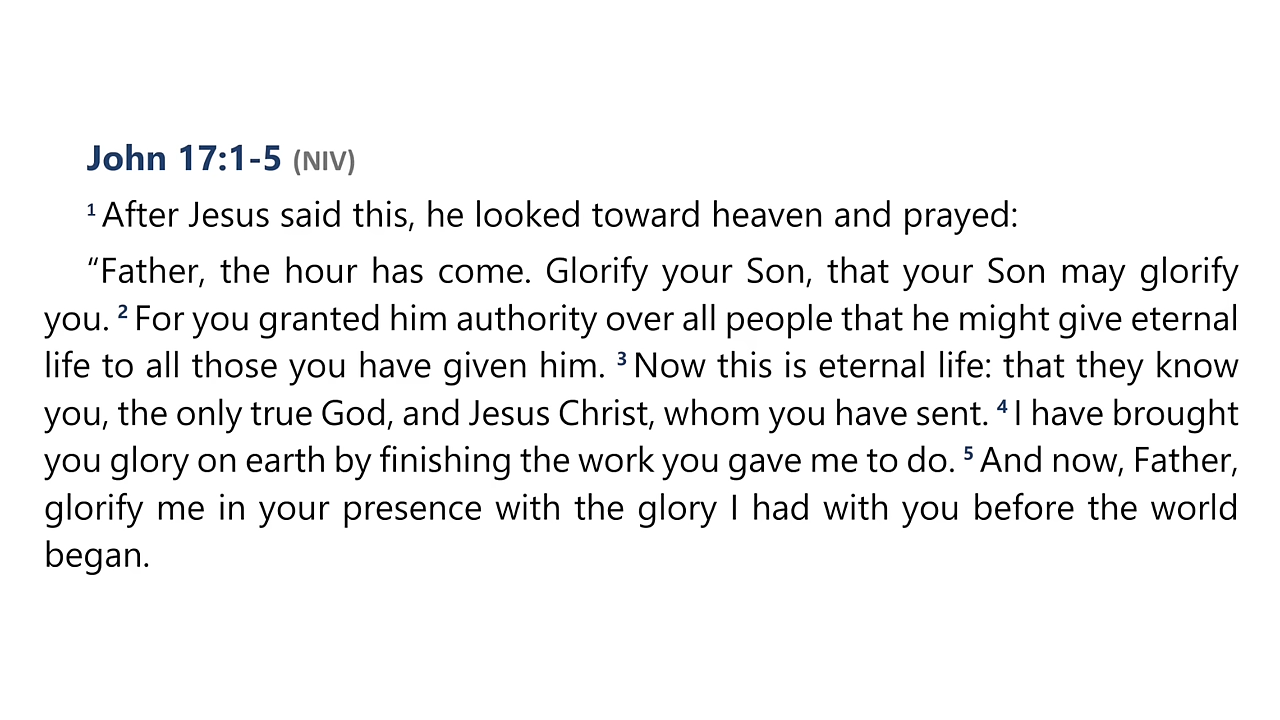 John 17:1-5 (NIV)
1 After Jesus said this, he looked toward heaven and prayed:
“Father, the hour has come. Glorify your Son, that your Son may glorify
you. 2 For you granted him authority over all people that he might give eternal
life to all those you have given him. 3 Now this is eternal life: that they know
you, the only true God, and Jesus Christ, whom you have sent. 4 I have brought
you glory on earth by finishing the work you gave me to do. 5 And now, Father,
glorify me in your presence with the glory I had with you before the world
began.